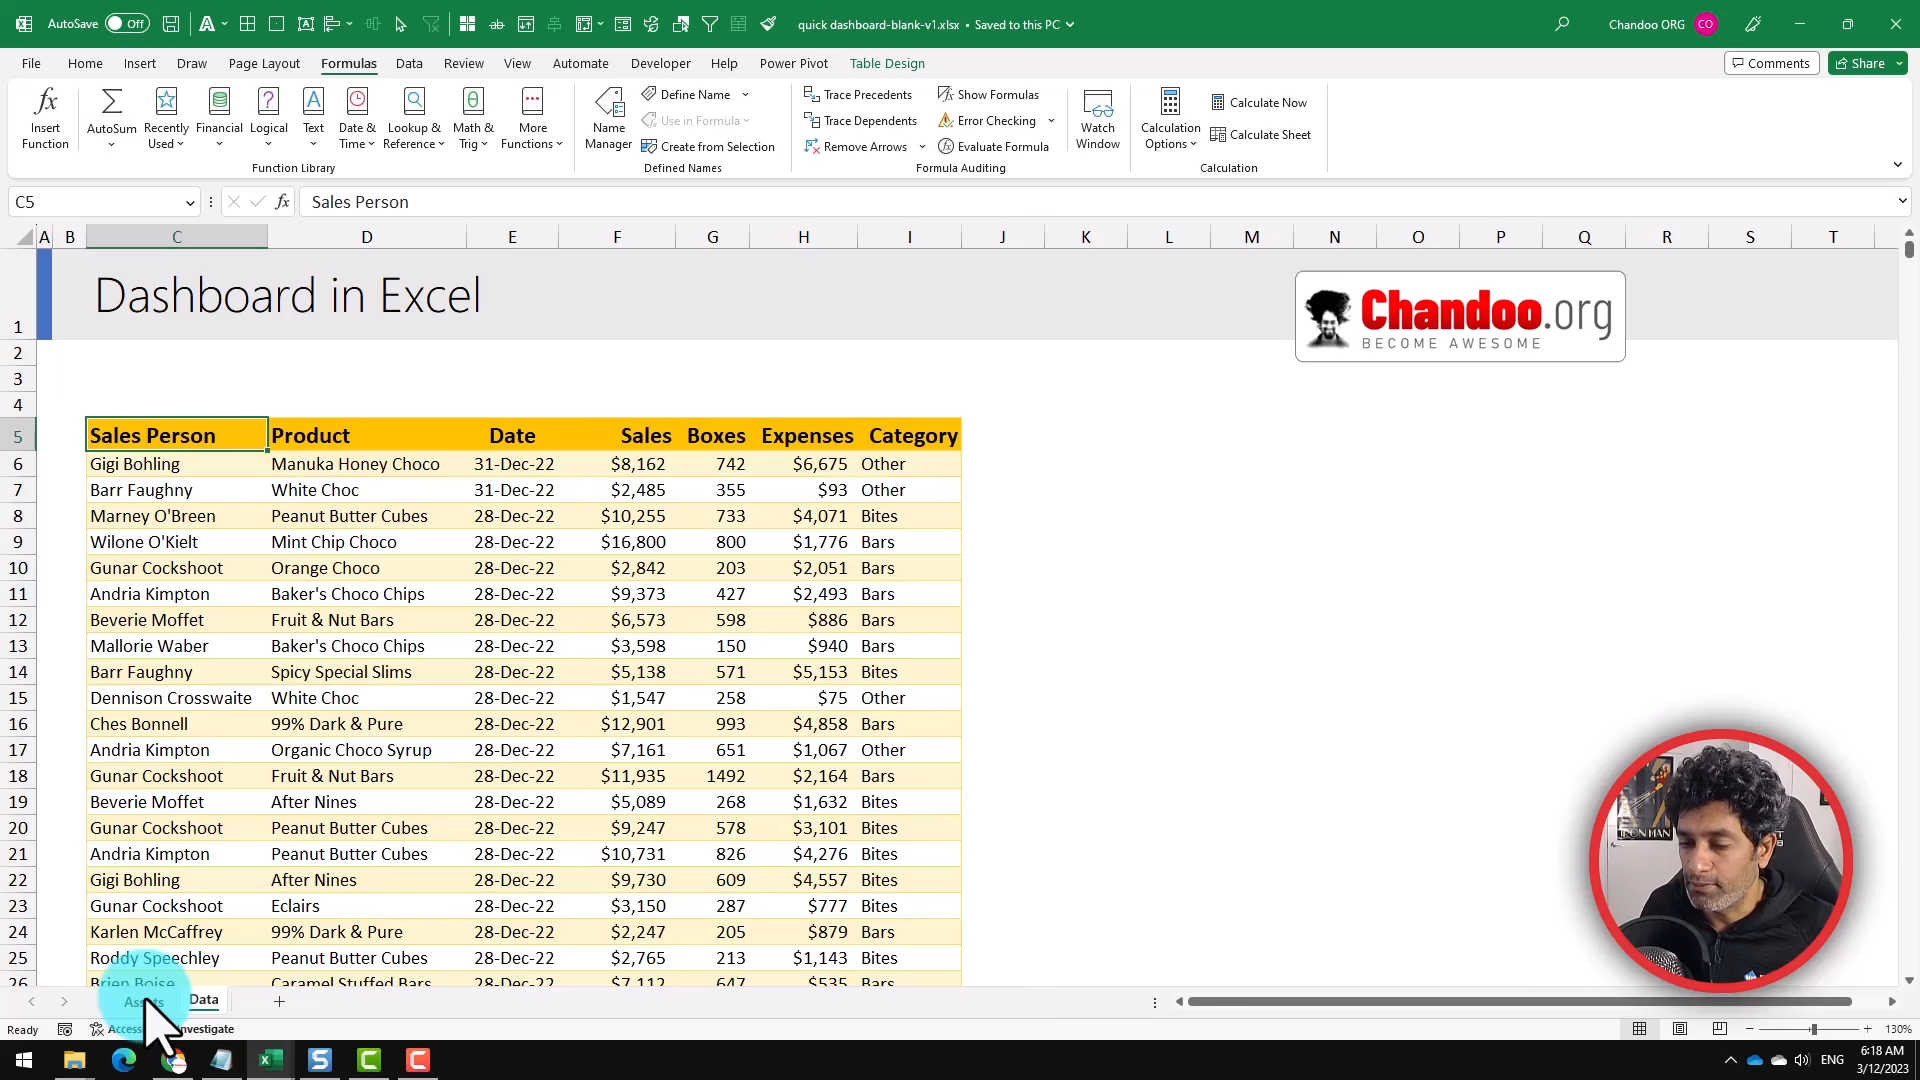 AutoSave Off quick dashboard-blank-v1.xlsx • Saved to this PC Chandoo ORG CO
File Home Insert Draw Page Layout Formulas Data Review View Automate Developer Help Power Pivot Table Design Comments Share
Insert Function AutoSum Recently Used Financial Logical Text Date & Time Lookup & Reference Math & Trig More Functions
Function Library
Name Manager Define Name Use in Formula Create from Selection
Defined Names
Trace Precedents Show Formulas
Trace Dependents Error Checking
Remove Arrows Evaluate Formula
Watch Window
Formula Auditing
Calculation Options Calculate Now Calculate Sheet
Calculation
C5 fx Sales Person
A B C D E F G H I J K L M N O P Q R S T
1 Dashboard in Excel
Chandoo.org
BECOME AWESOME
2
3
4
5 Sales Person Product Date Sales Boxes Expenses Category
6 Gigi Bohling Manuka Honey Choco 31-Dec-22 $8,162 742 $6,675 Other
7 Barr Faughny White Choc 31-Dec-22 $2,485 355 $93 Other
8 Marney O'Breen Peanut Butter Cubes 28-Dec-22 $10,255 733 $4,071 Bites
9 Wilone O'Kielt Mint Chip Choco 28-Dec-22 $16,800 800 $1,776 Bars
10 Gunar Cockshoot Orange Choco 28-Dec-22 $2,842 203 $2,051 Bars
11 Andria Kimpton Baker's Choco Chips 28-Dec-22 $9,373 427 $2,493 Bars
12 Beverie Moffet Fruit & Nut Bars 28-Dec-22 $6,573 598 $886 Bars
13 Mallorie Waber Baker's Choco Chips 28-Dec-22 $3,598 150 $940 Bars
14 Barr Faughny Spicy Special Slims 28-Dec-22 $5,138 571 $5,153 Bites
15 Dennison Crosswaite White Choc 28-Dec-22 $1,547 258 $75 Other
16 Ches Bonnell 99% Dark & Pure 28-Dec-22 $12,901 993 $4,858 Bars
17 Andria Kimpton Organic Choco Syrup 28-Dec-22 $7,161 651 $1,067 Other
18 Gunar Cockshoot Fruit & Nut Bars 28-Dec-22 $11,935 1492 $2,164 Bars
19 Beverie Moffet After Nines 28-Dec-22 $5,089 268 $1,632 Bites
20 Gunar Cockshoot Peanut Butter Cubes 28-Dec-22 $9,247 578 $3,101 Bites
21 Andria Kimpton Peanut Butter Cubes 28-Dec-22 $10,731 826 $4,276 Bites
22 Gigi Bohling After Nines 28-Dec-22 $9,730 609 $4,557 Bites
23 Gunar Cockshoot Eclairs 28-Dec-22 $3,150 287 $777 Bites
24 Karlen McCaffrey 99% Dark & Pure 28-Dec-22 $2,247 205 $879 Bars
25 Roddy Speechley Peanut Butter Cubes 28-Dec-22 $2,765 213 $1,143 Bites
26 Brien Boise Caramel Stuffed Bars 28-Dec-22 $7,112 647 $535 Bars
IRON MAN
Assets Data
Ready Investigate 130%
ENG 6:18 AM
3/12/2023